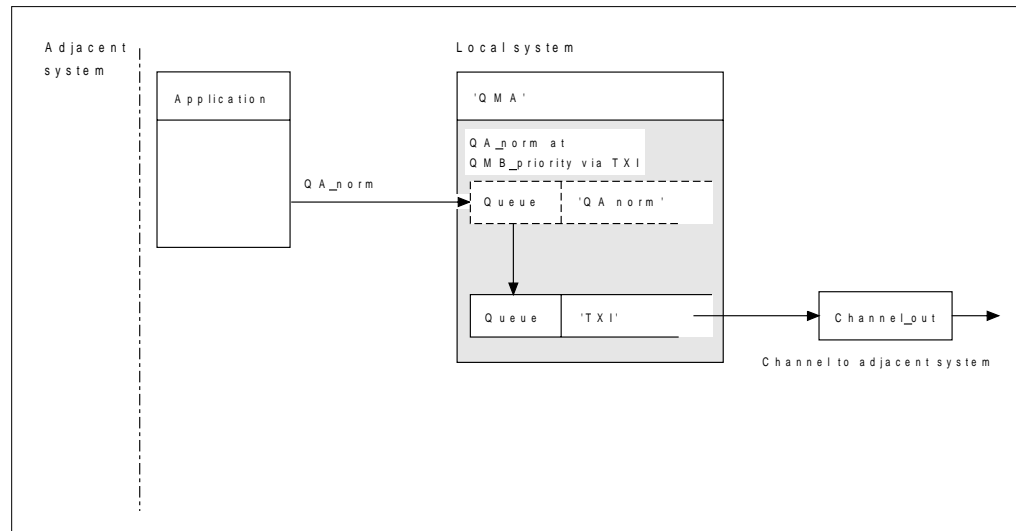 Adjacent
system
Local system
Application
'QMA'
QA_norm at
QMB_priority via TXI
QA_norm
Queue 'QA norm'
Queue 'TXI'
Channel_out
Channel to adjacent system